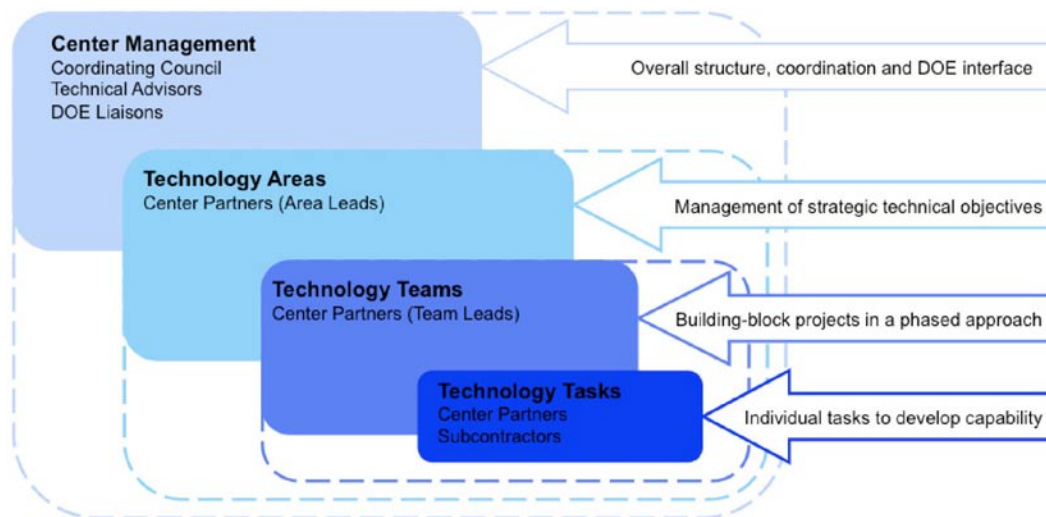 Center Management
Coordinating Council
Technical Advisors
DOE Liaisons
Overall structure, coordination and DOE interface
Technology Areas
Center Partners (Area Leads)
Management of strategic technical objectives
Technology Teams
Center Partners (Team Leads)
Building-block projects in a phased approach
Technology Tasks
Center Partners
Subcontractors
Individual tasks to develop capability